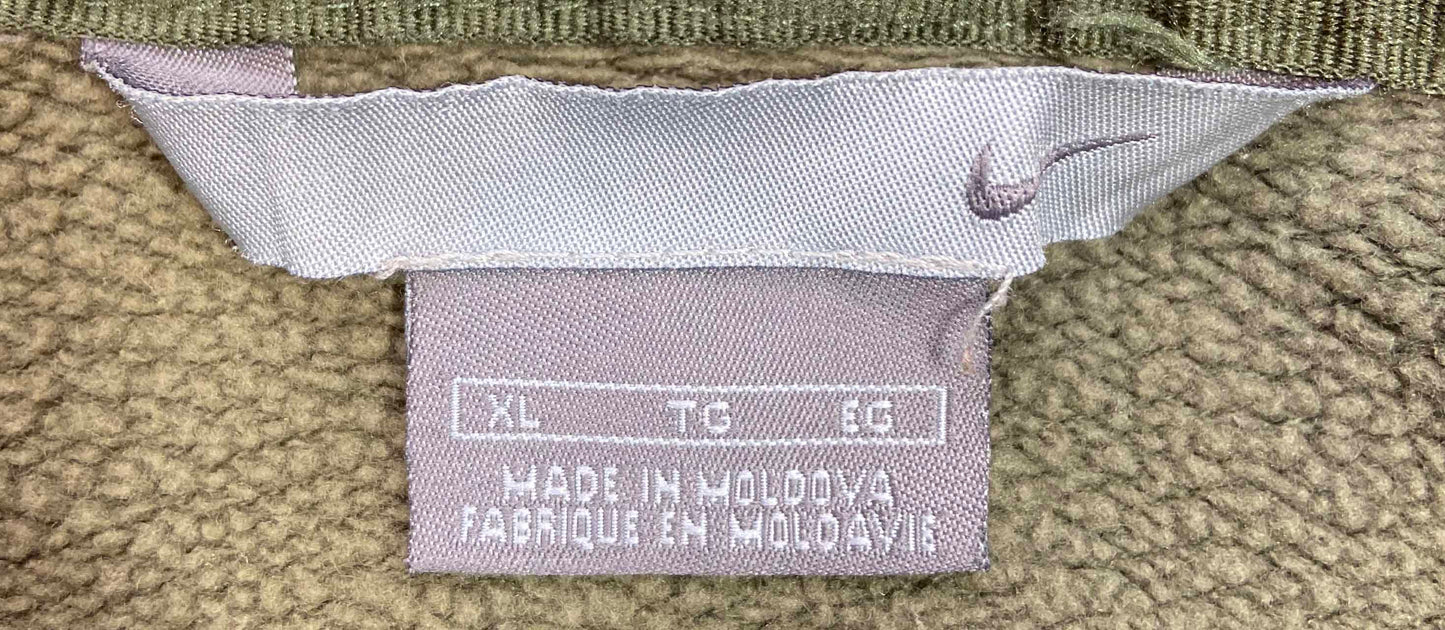 XL TG EG
MADE IN MOLDOVA
FABRIQUE EN MOLDAVIE